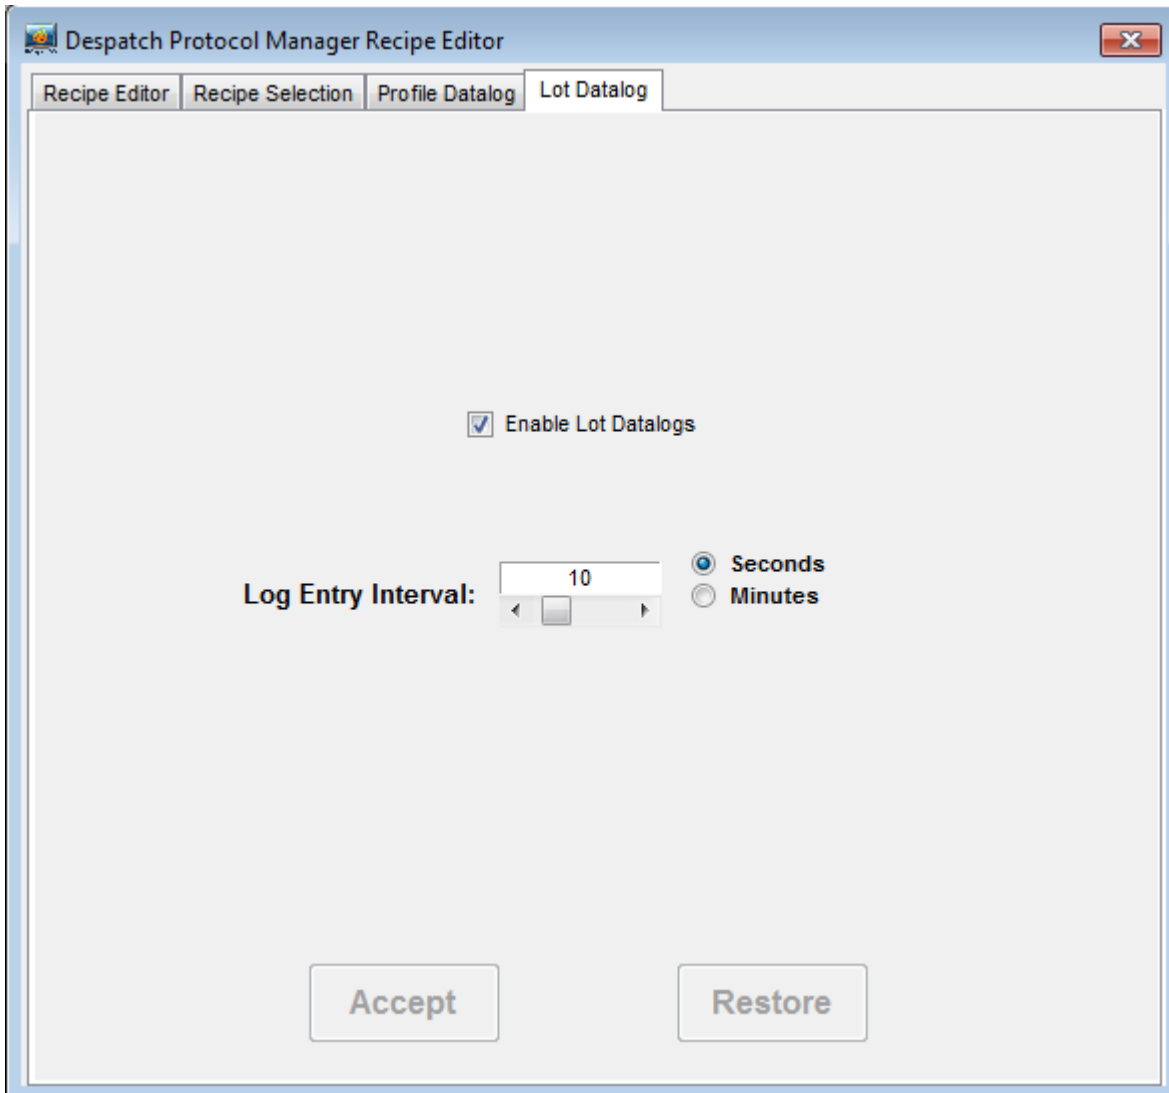 Despatch Protocol Manager Recipe Editor
Recipe Editor Recipe Selection Profile Datalog Lot Datalog
Enable Lot Datalogs
Log Entry Interval: 10 Seconds
Minutes
Accept Restore